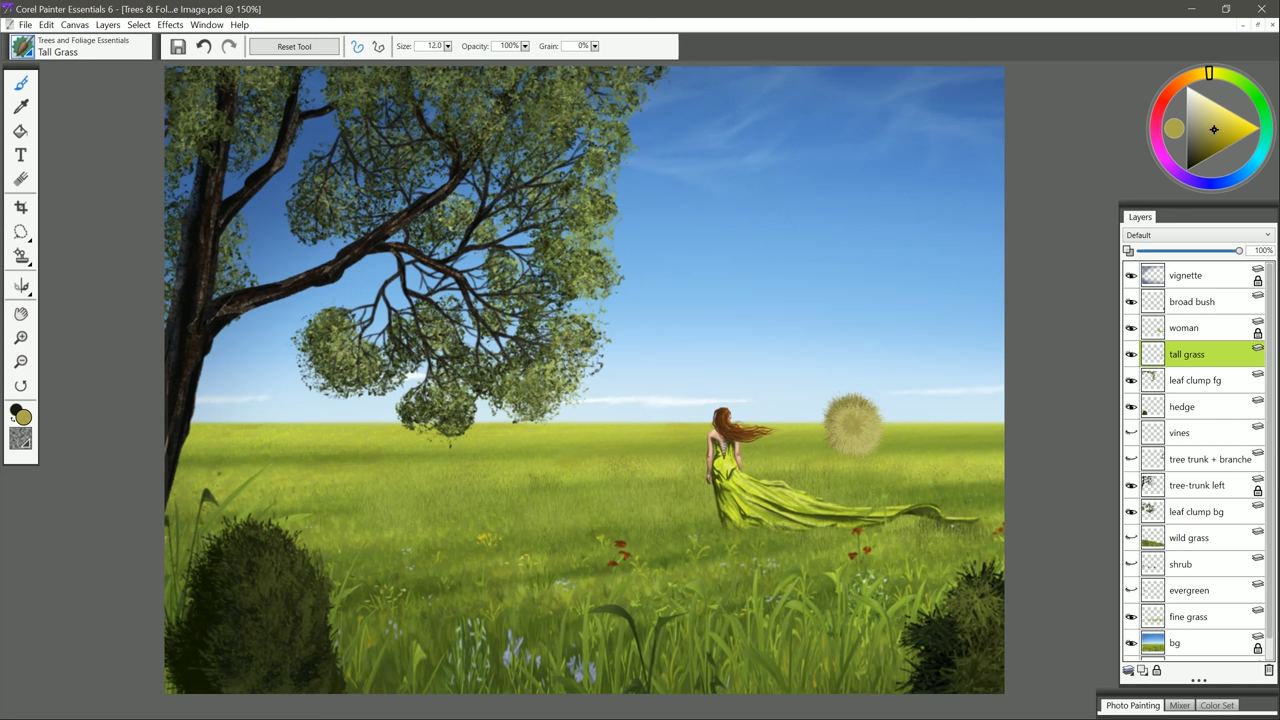 Corel Painter Essentials 6 - [Trees & Fol...e Image.psd @ 150%]
File Edit Canvas Layers Select Effects Window Help
Trees and Foliage Essentials
Tall Grass
Reset Tool Size: 12.0 Opacity: 100% Grain: 0%
T
Layers
Default
100%
vignette
broad bush
woman
tall grass
leaf clump fg
hedge
vines
tree trunk + branche
tree-trunk left
leaf clump bg
wild grass
shrub
evergreen
fine grass
bg
Photo Painting Mixer Color Set